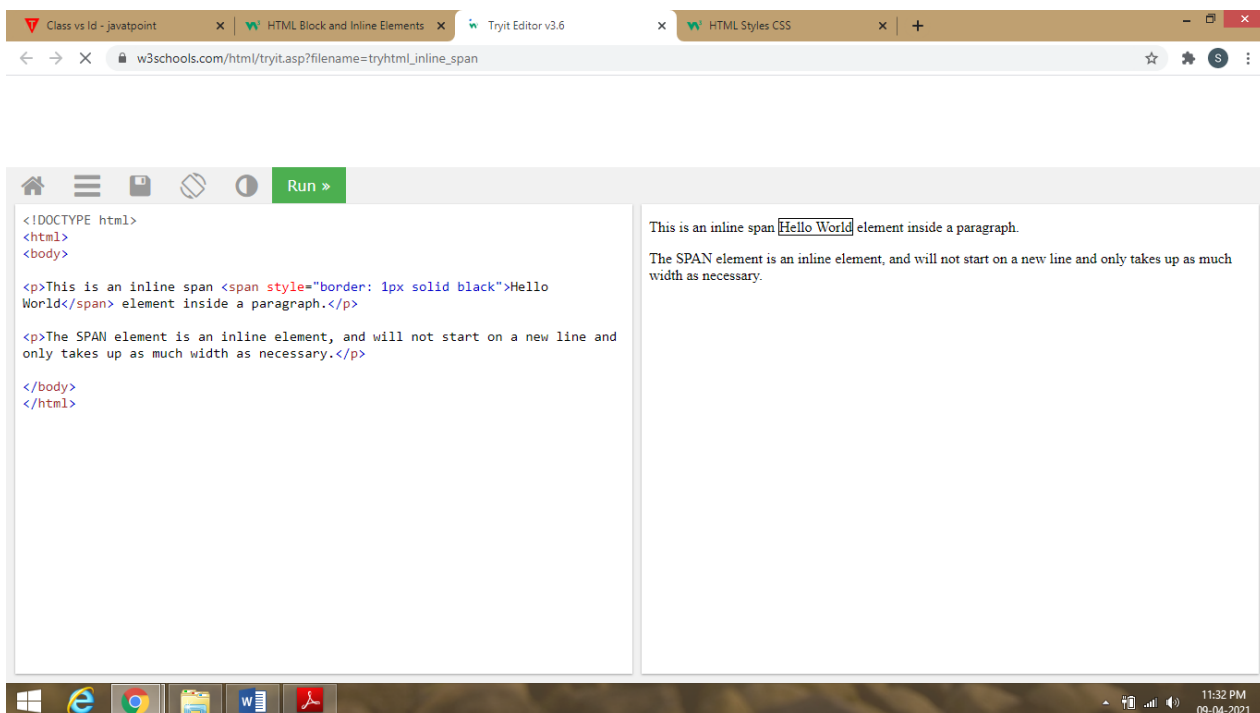 Class vs Id - javatpoint
HTML Block and Inline Elements
Tryit Editor v3.6
HTML Styles CSS
w3schools.com/html/tryit.asp?filename=tryhtml_inline_span
S
Run »
<!DOCTYPE html>
<html>
<body>
<p>This is an inline span <span style="border: 1px solid black">Hello
World</span> element inside a paragraph.</p>
<p>The SPAN element is an inline element, and will not start on a new line and
only takes up as much width as necessary.</p>
</body>
</html>
This is an inline span Hello World element inside a paragraph.
The SPAN element is an inline element, and will not start on a new line and only takes up as much
width as necessary.
11:32 PM
09-04-2021